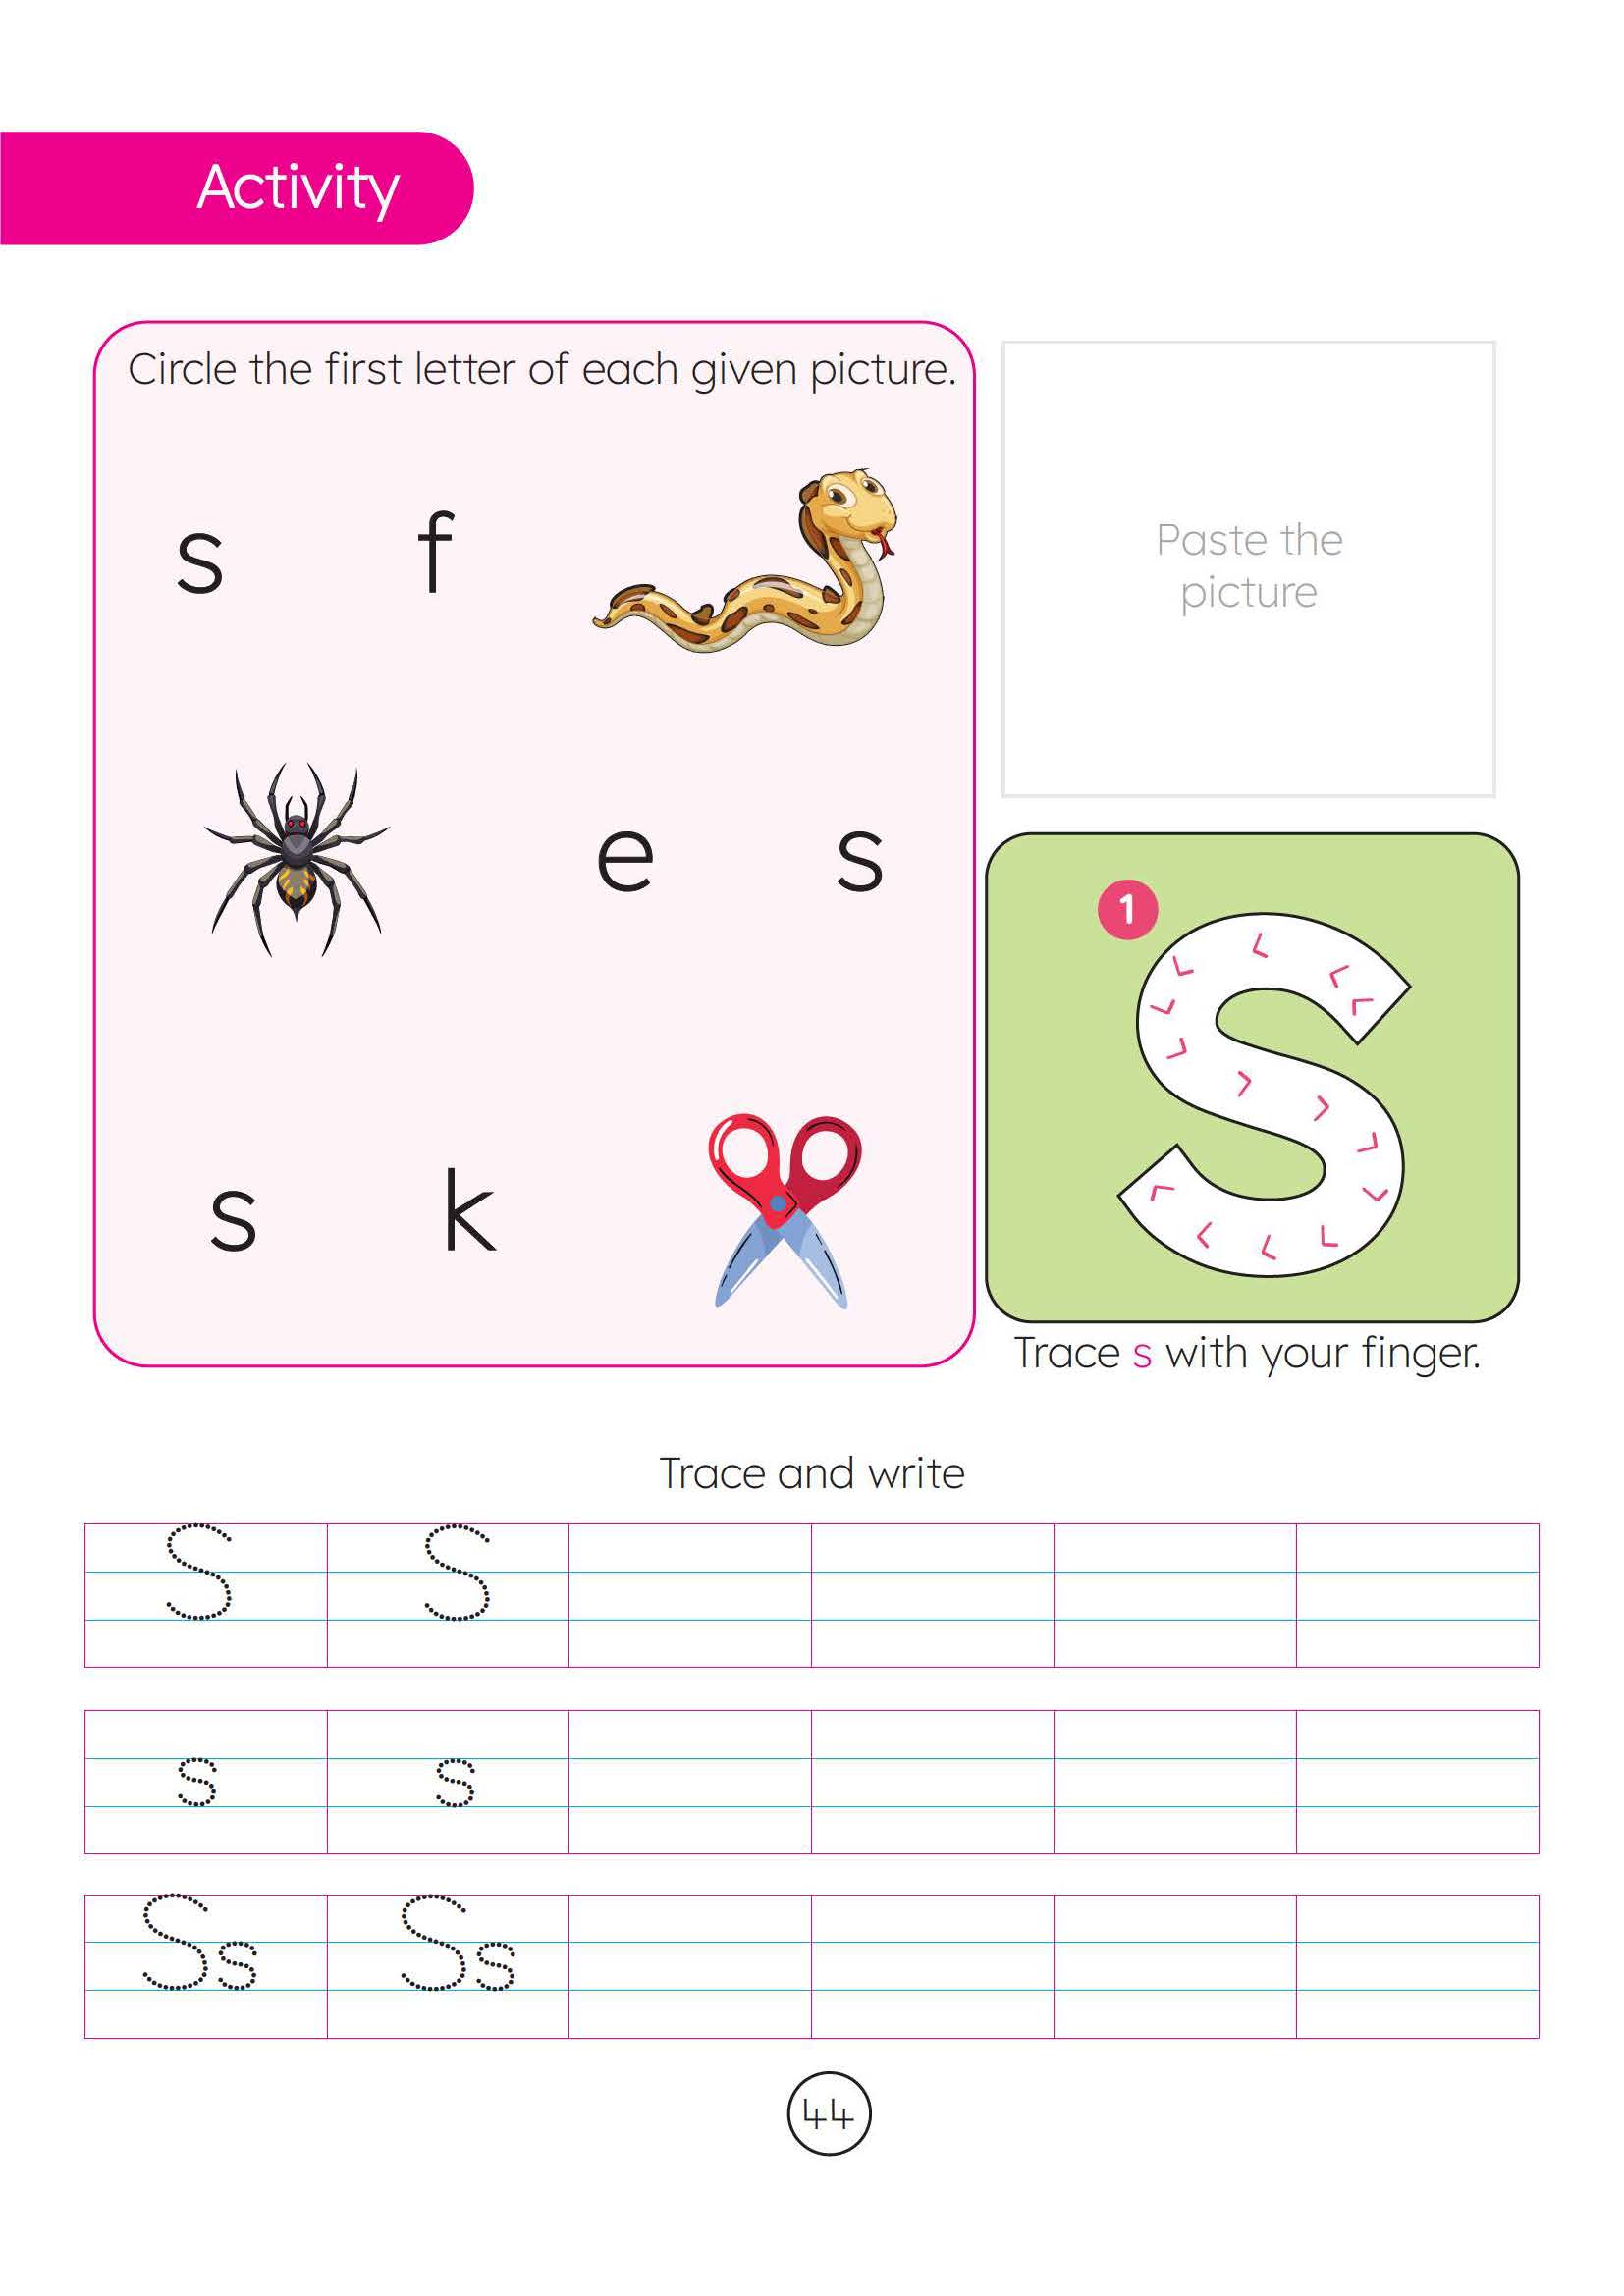 Activity
Circle the first letter of each given picture.
s f
Paste the
picture
e s
1
S
s k
Trace s with your finger.
Trace and write
S S
s s
Ss Ss
44